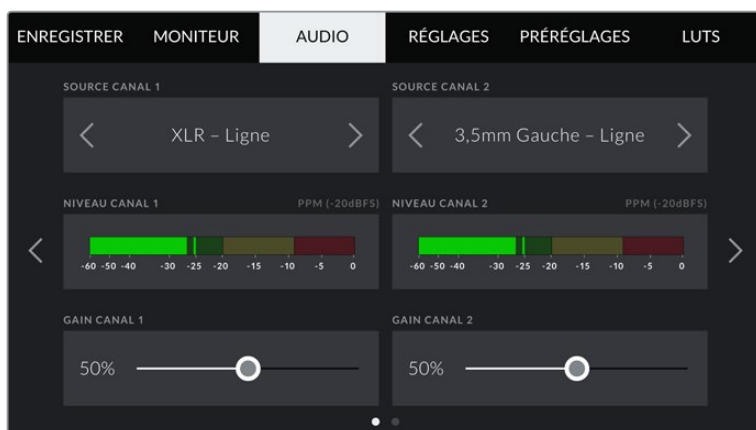 ENREGISTRER MONITEUR AUDIO RÉGLAGES PRÉRÉGLAGES LUTS
SOURCE CANAL 1 SOURCE CANAL 2
XLR – Ligne 3,5mm Gauche – Ligne
NIVEAU CANAL 1 PPM (-20dBFS) NIVEAU CANAL 2 PPM (-20dBFS)
-60 -50 -40 -30 -25 -20 -15 -10 -5 0 -60 -50 -40 -30 -25 -20 -15 -10 -5 0
GAIN CANAL 1 GAIN CANAL 2
50% 50%